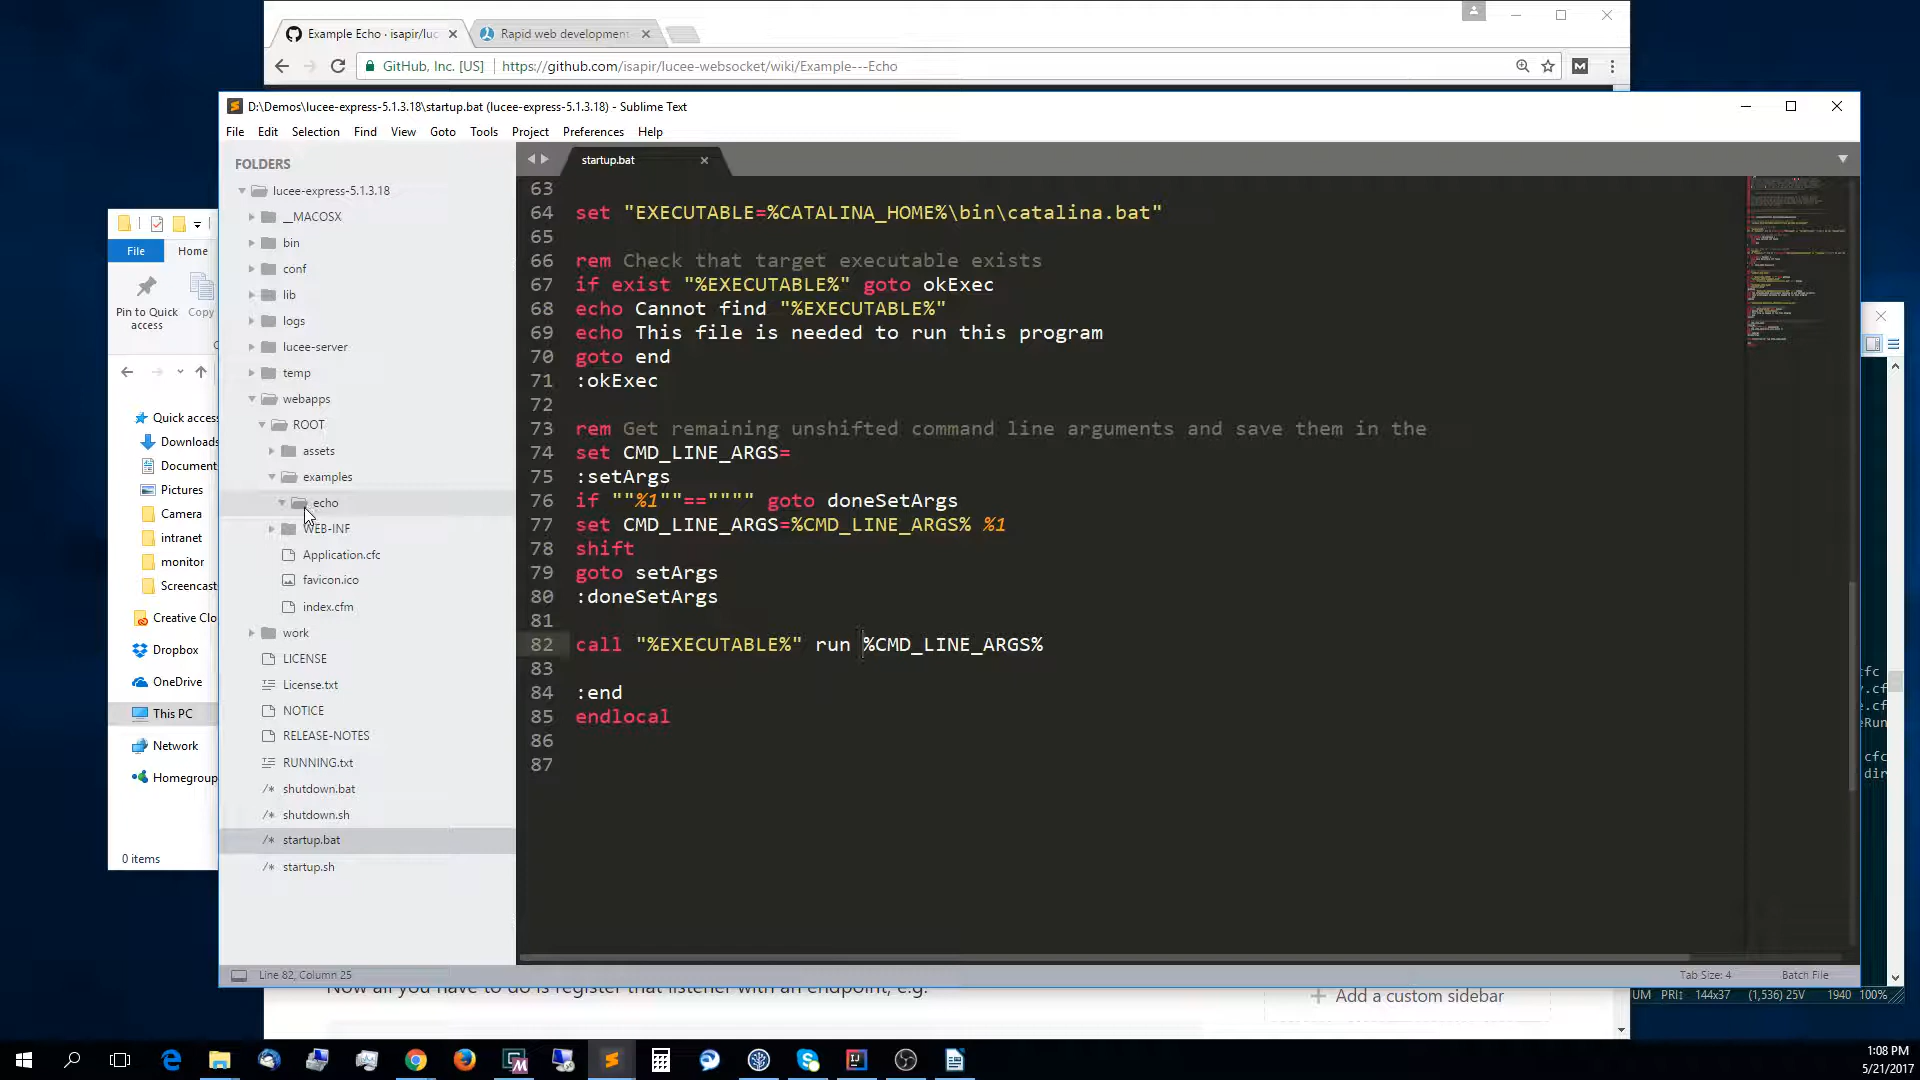 Example Echo · isapir/luc
Rapid web development
GitHub, Inc. [US]
https://github.com/isapir/lucee-websocket/wiki/Example---Echo
D:\Demos\lucee-express-5.1.3.18\startup.bat (lucee-express-5.1.3.18) - Sublime Text
File Edit Selection Find View Goto Tools Project Preferences Help
FOLDERS
lucee-express-5.1.3.18
__MACOSX
bin
conf
lib
logs
lucee-server
temp
webapps
ROOT
assets
examples
echo
WEB-INF
Application.cfc
favicon.ico
index.cfm
work
LICENSE
License.txt
NOTICE
RELEASE-NOTES
RUNNING.txt
shutdown.bat
shutdown.sh
startup.bat
startup.sh
startup.bat
63
64 set "EXECUTABLE=%CATALINA_HOME%\bin\catalina.bat"
65
66 rem Check that target executable exists
67 if exist "%EXECUTABLE%" goto okExec
68 echo Cannot find "%EXECUTABLE%"
69 echo This file is needed to run this program
70 goto end
71 :okExec
72
73 rem Get remaining unshifted command line arguments and save them in the
74 set CMD_LINE_ARGS=
75 :setArgs
76 if ""%1""=="""" goto doneSetArgs
77 set CMD_LINE_ARGS=%CMD_LINE_ARGS% %1
78 shift
79 goto setArgs
80 :doneSetArgs
81
82 call "%EXECUTABLE%" run %CMD_LINE_ARGS%
83
84 :end
85 endlocal
86
87
Line 82, Column 25
Tab Size: 4
Batch File
File Home
Pin to Quick access
Copy
Quick access
Downloads
Document
Pictures
Camera
intranet
monitor
Screencast
Creative Clo
Dropbox
OneDrive
This PC
Network
Homegroup
0 items
Now all you have to do is register that listener with an endpoint, e.g.
Add a custom sidebar
UM PRI: 144x37 (1,536) 25V 1940 100%
1:08 PM
5/21/2017